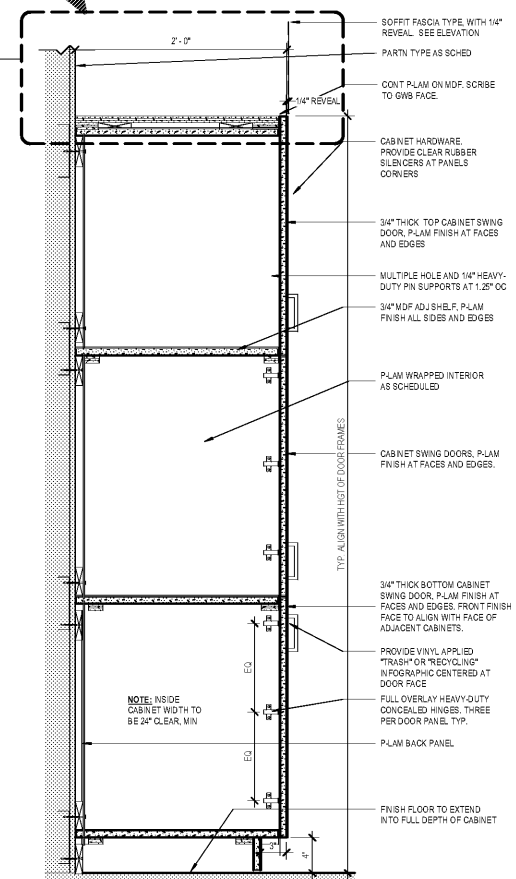 SOFFIT FASCIA TYPE, WITH 1/4"
REVEAL. SEE ELEVATION
2' - 0"
PARTN TYPE AS SCHED
CONT P-LAM ON MDF. SCRIBE
TO GWB FACE.
1/4" REVEAL
CABINET HARDWARE.
PROVIDE CLEAR RUBBER
SILENCERS AT PANELS
CORNERS
3/4" THICK TOP CABINET SWING
DOOR, P-LAM FINISH AT FACES
AND EDGES
MULTIPLE HOLE AND 1/4" HEAVY-
DUTY PIN SUPPORTS AT 1.25" OC
3/4" MDF ADJ SHELF, P-LAM
FINISH ALL SIDES AND EDGES
P-LAM WRAPPED INTERIOR
AS SCHEDULED
TYP. ALIGN WITH HGT OF DOOR FRAMES
CABINET SWING DOORS, P-LAM
FINISH AT FACES AND EDGES.
3/4" THICK BOTTOM CABINET
SWING DOOR, P-LAM FINISH AT
FACES AND EDGES. FRONT FINISH
FACE TO ALIGN WITH FACE OF
ADJACENT CABINETS.
PROVIDE VINYL APPLIED
"TRASH" OR "RECYCLING"
INFOGRAPHIC CENTERED AT
DOOR FACE
EQ
NOTE: INSIDE
CABINET WIDTH TO
BE 24" CLEAR, MIN
FULL OVERLAY HEAVY-DUTY
CONCEALED HINGES. THREE
PER DOOR PANEL TYP.
EQ
P-LAM BACK PANEL
FINISH FLOOR TO EXTEND
INTO FULL DEPTH OF CABINET
3"
4"